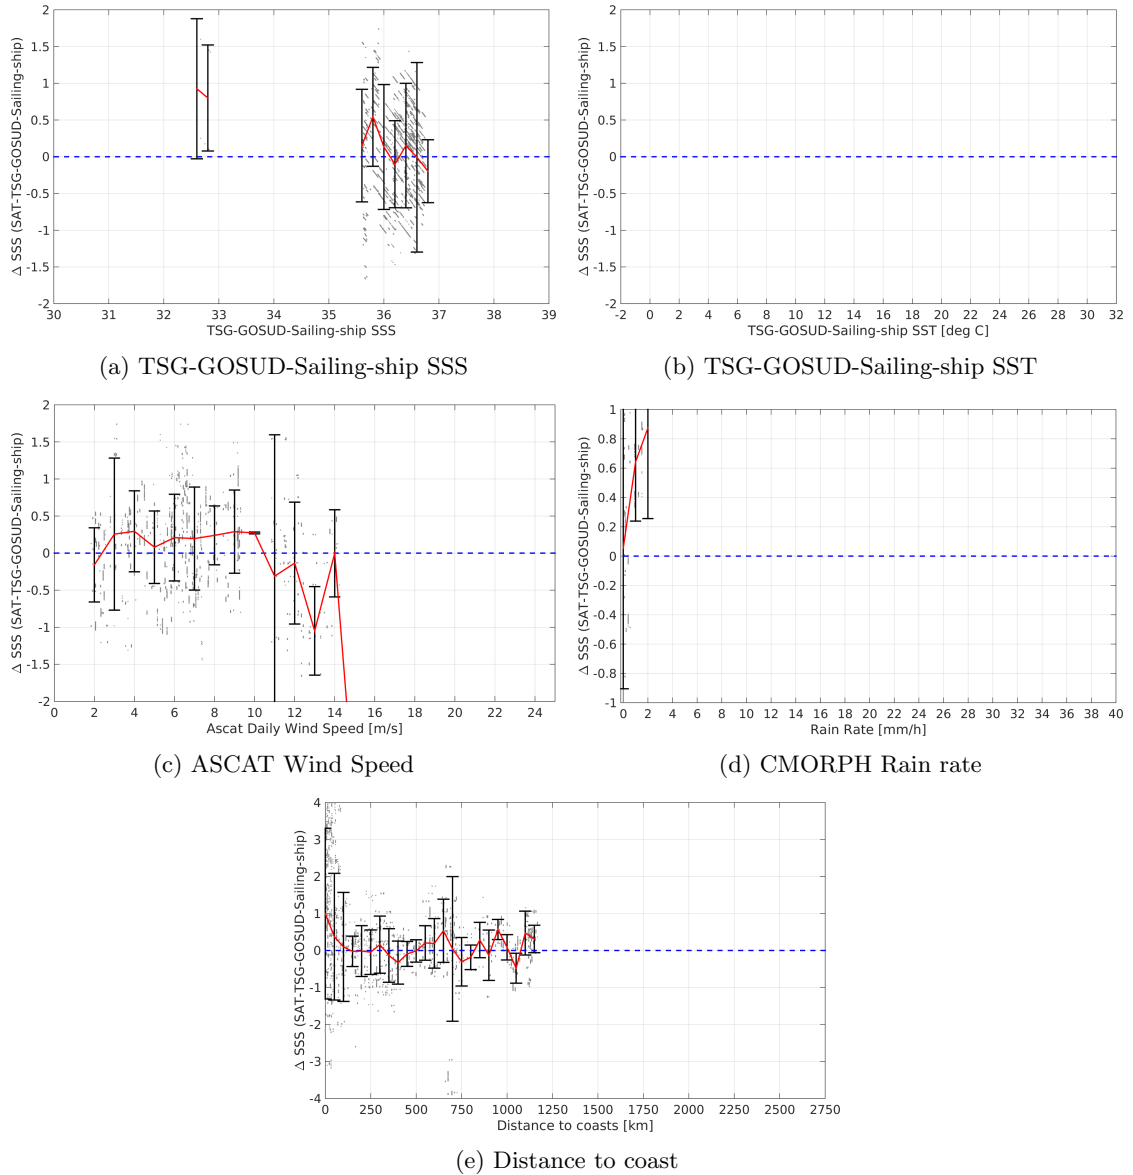 2
1.5
1
0.5
0
-0.5
-1
-1.5
-2
Δ SSS (SAT-TSG-GOSUD-Sailing-ship)
30 31 32 33 34 35 36 37 38 39
TSG-GOSUD-Sailing-ship SSS
(a) TSG-GOSUD-Sailing-ship SSS
2
1.5
1
0.5
0
-0.5
-1
-1.5
-2
Δ SSS (SAT-TSG-GOSUD-Sailing-ship)
-2 0 2 4 6 8 10 12 14 16 18 20 22 24 26 28 30 32
TSG-GOSUD-Sailing-ship SST [deg C]
(b) TSG-GOSUD-Sailing-ship SST
2
1.5
1
0.5
0
-0.5
-1
-1.5
-2
Δ SSS (SAT-TSG-GOSUD-Sailing-ship)
0 2 4 6 8 10 12 14 16 18 20 22 24
Ascat Daily Wind Speed [m/s]
(c) ASCAT Wind Speed
1
0.8
0.6
0.4
0.2
0
-0.2
-0.4
-0.6
-0.8
-1
Δ SSS (SAT-TSG-GOSUD-Sailing-ship)
0 2 4 6 8 10 12 14 16 18 20 22 24 26 28 30 32 34 36 38 40
Rain Rate [mm/h]
(d) CMORPH Rain rate
4
3
2
1
0
-1
-2
-3
-4
Δ SSS (SAT-TSG-GOSUD-Sailing-ship)
0 250 500 750 1000 1250 1500 1750 2000 2250 2500 2750
Distance to coasts [km]
(e) Distance to coast